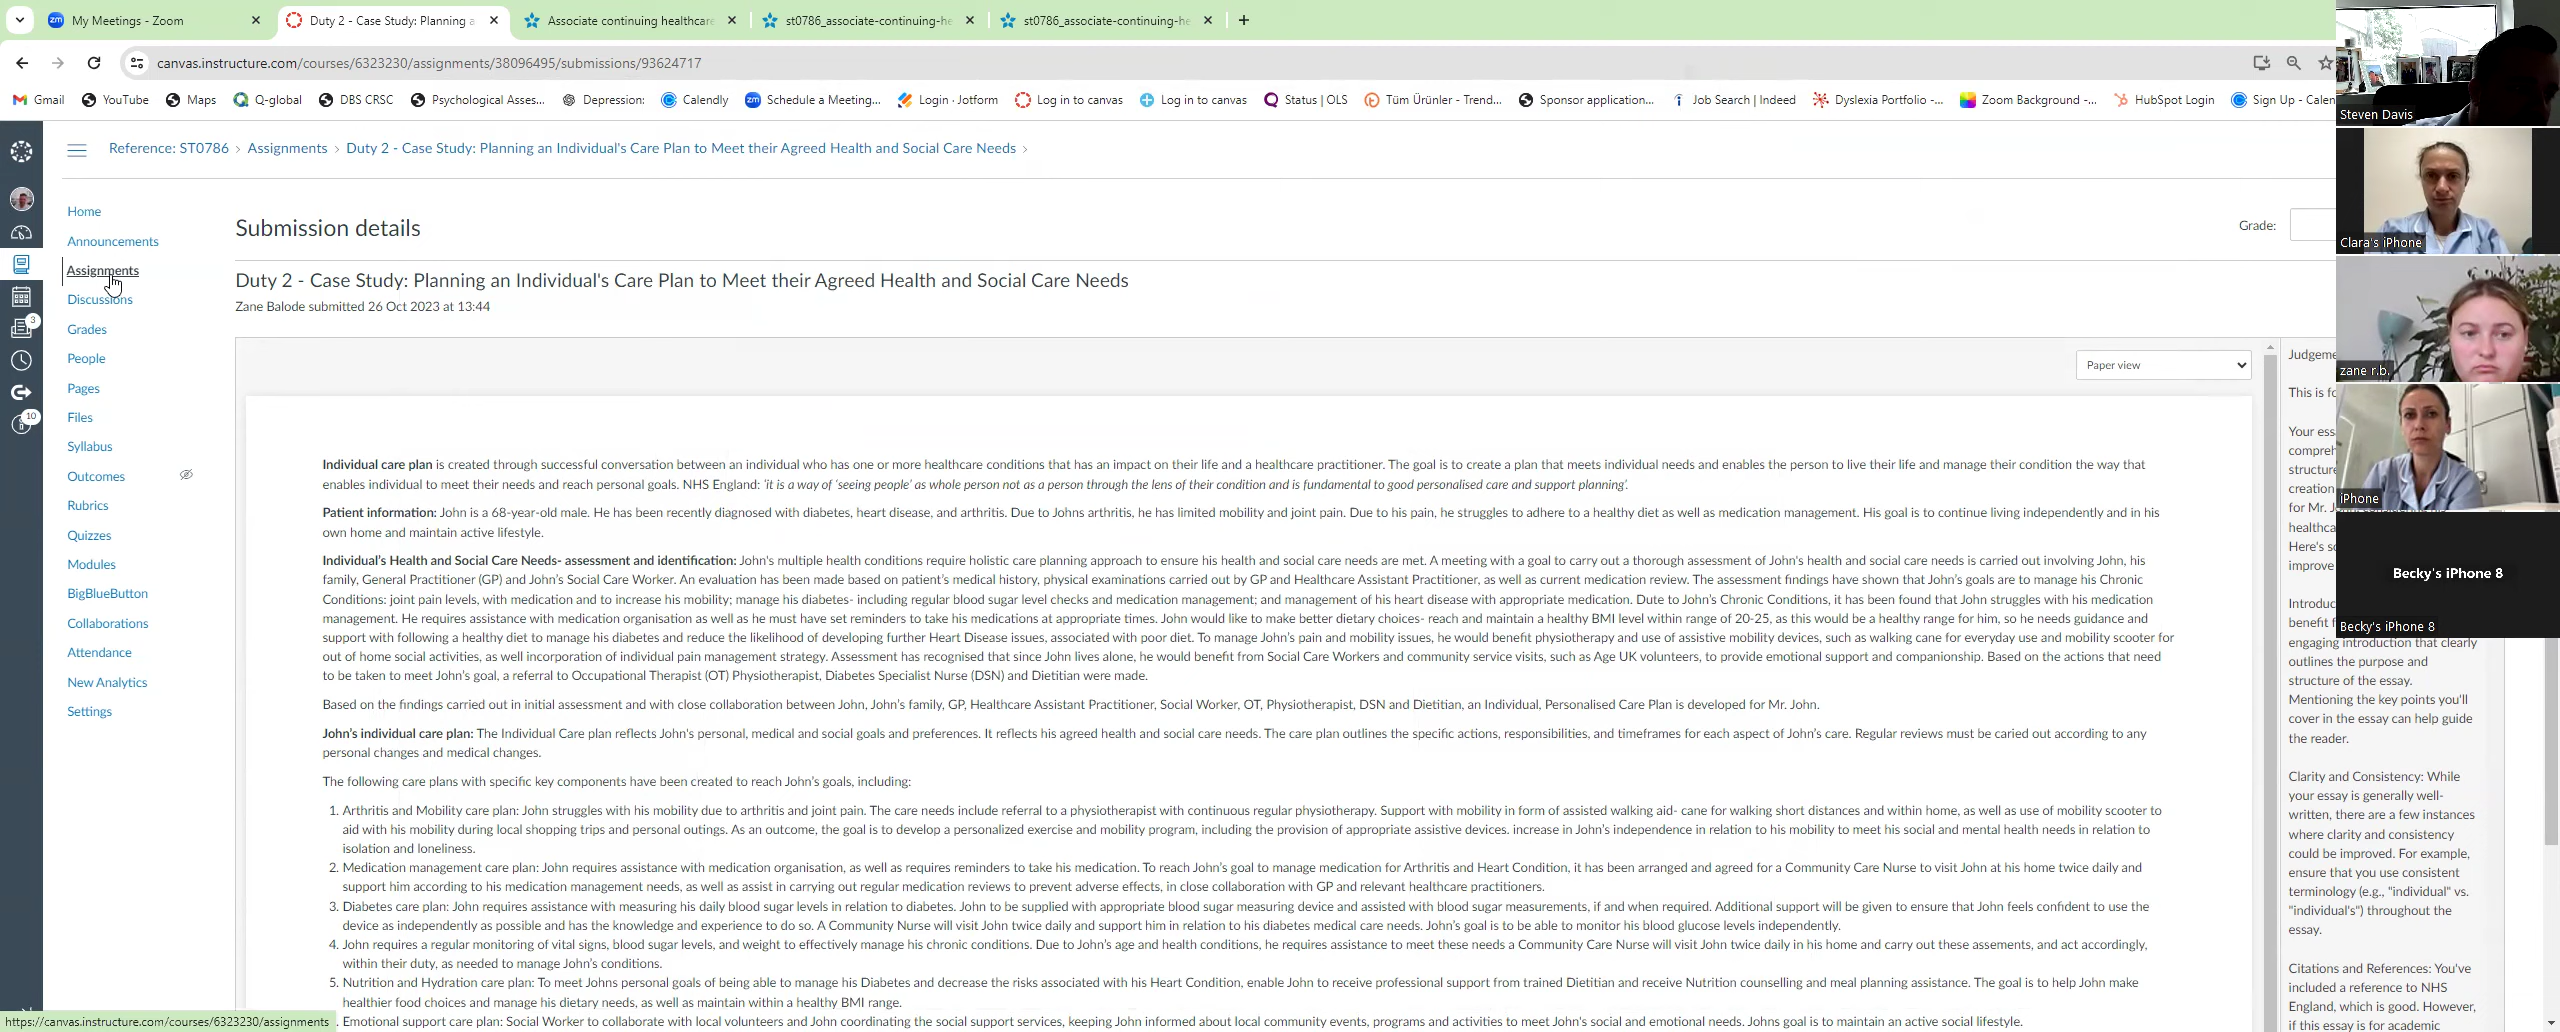 My Meetings - Zoom
Duty 2 - Case Study: Planning a
Associate continuing healthcare
st0786_associate-continuing-he
st0786_associate-continuing-he
canvas.instructure.com/courses/6323230/assignments/38096495/submissions/93624717
Gmail YouTube Maps Q-global DBS CRSC Psychological Asses... Depression: Calendly Schedule a Meeting... Login · Jotform Log in to canvas Log in to canvas Status | OLS Tüm Ürünler - Trend... Sponsor application... Job Search | Indeed Dyslexia Portfolio -... Zoom Background -... HubSpot Login Sign Up - Calen
Reference: ST0786 › Assignments › Duty 2 - Case Study: Planning an Individual's Care Plan to Meet their Agreed Health and Social Care Needs ›
3
10
Home
Announcements
Assignments
Discussions
Grades
People
Pages
Files
Syllabus
Outcomes
Rubrics
Quizzes
Modules
BigBlueButton
Collaborations
Attendance
New Analytics
Settings
Submission details
Grade:
Duty 2 - Case Study: Planning an Individual's Care Plan to Meet their Agreed Health and Social Care Needs
Zane Balode submitted 26 Oct 2023 at 13:44
Paper view
Individual care plan is created through successful conversation between an individual who has one or more healthcare conditions that has an impact on their life and a healthcare practitioner. The goal is to create a plan that meets individual needs and enables the person to live their life and manage their condition the way that
enables individual to meet their needs and reach personal goals. NHS England: 'it is a way of 'seeing people' as whole person not as a person through the lens of their condition and is fundamental to good personalised care and support planning'.
Patient information: John is a 68-year-old male. He has been recently diagnosed with diabetes, heart disease, and arthritis. Due to Johns arthritis, he has limited mobility and joint pain. Due to his pain, he struggles to adhere to a healthy diet as well as medication management. His goal is to continue living independently and in his
own home and maintain active lifestyle.
Individual's Health and Social Care Needs- assessment and identification: John's multiple health conditions require holistic care planning approach to ensure his health and social care needs are met. A meeting with a goal to carry out a thorough assessment of John's health and social care needs is carried out involving John, his
family, General Practitioner (GP) and John's Social Care Worker. An evaluation has been made based on patient's medical history, physical examinations carried out by GP and Healthcare Assistant Practitioner, as well as current medication review. The assessment findings have shown that John's goals are to manage his Chronic
Conditions: joint pain levels, with medication and to increase his mobility; manage his diabetes- including regular blood sugar level checks and medication management; and management of his heart disease with appropriate medication. Dute to John's Chronic Conditions, it has been found that John struggles with his medication
management. He requires assistance with medication organisation as well as he must have set reminders to take his medications at appropriate times. John would like to make better dietary choices- reach and maintain a healthy BMI level within range of 20-25, as this would be a healthy range for him, so he needs guidance and
support with following a healthy diet to manage his diabetes and reduce the likelihood of developing further Heart Disease issues, associated with poor diet. To manage John's pain and mobility issues, he would benefit physiotherapy and use of assistive mobility devices, such as walking cane for everyday use and mobility scooter for
out of home social activities, as well incorporation of individual pain management strategy. Assessment has recognised that since John lives alone, he would benefit from Social Care Workers and community service visits, such as Age UK volunteers, to provide emotional support and companionship. Based on the actions that need
to be taken to meet John's goal, a referral to Occupational Therapist (OT) Physiotherapist, Diabetes Specialist Nurse (DSN) and Dietitian were made.
Based on the findings carried out in initial assessment and with close collaboration between John, John's family, GP, Healthcare Assistant Practitioner, Social Worker, OT, Physiotherapist, DSN and Dietitian, an Individual, Personalised Care Plan is developed for Mr. John.
John's individual care plan: The Individual Care plan reflects John's personal, medical and social goals and preferences. It reflects his agreed health and social care needs. The care plan outlines the specific actions, responsibilities, and timeframes for each aspect of John's care. Regular reviews must be caried out according to any
personal changes and medical changes.
The following care plans with specific key components have been created to reach John's goals, including:
1. Arthritis and Mobility care plan: John struggles with his mobility due to arthritis and joint pain. The care needs include referral to a physiotherapist with continuous regular physiotherapy. Support with mobility in form of assisted walking aid- cane for walking short distances and within home, as well as use of mobility scooter to
aid with his mobility during local shopping trips and personal outings. As an outcome, the goal is to develop a personalized exercise and mobility program, including the provision of appropriate assistive devices. increase in John's independence in relation to his mobility to meet his social and mental health needs in relation to
isolation and loneliness.
2. Medication management care plan: John requires assistance with medication organisation, as well as requires reminders to take his medication. To reach John's goal to manage medication for Arthritis and Heart Condition, it has been arranged and agreed for a Community Care Nurse to visit John at his home twice daily and
support him according to his medication management needs, as well as assist in carrying out regular medication reviews to prevent adverse effects, in close collaboration with GP and relevant healthcare practitioners.
3. Diabetes care plan: John requires assistance with measuring his daily blood sugar levels in relation to diabetes. John to be supplied with appropriate blood sugar measuring device and assisted with blood sugar measurements, if and when required. Additional support will be given to ensure that John feels confident to use the
device as independently as possible and has the knowledge and experience to do so. A Community Nurse will visit John twice daily and support him in relation to his diabetes medical care needs. John's goal is to be able to monitor his blood glucose levels independently.
4. John requires a regular monitoring of vital signs, blood sugar levels, and weight to effectively manage his chronic conditions. Due to John's age and health conditions, he requires assistance to meet these needs a Community Care Nurse will visit John twice daily in his home and carry out these assements, and act accordingly,
within their duty, as needed to manage John's conditions.
5. Nutrition and Hydration care plan: To meet Johns personal goals of being able to manage his Diabetes and decrease the risks associated with his Heart Condition, enable John to receive professional support from trained Dietitian and receive Nutrition counselling and meal planning assistance. The goal is to help John make
healthier food choices and manage his dietary needs, as well as maintain within a healthy BMI range.
Emotional support care plan: Social Worker to collaborate with local volunteers and John coordinating the social support services, keeping John informed about local community events, programs and activities to meet John's social and emotional needs. Johns goal is to maintain an active social lifestyle.
https://canvas.instructure.com/courses/6323230/assignments
Judgeme
This is fo
Your ess
compreh
structure
creation
for Mr. J
healthca
Here's so
improve
Introduc
benefit f
engaging introduction that clearly
outlines the purpose and
structure of the essay.
Mentioning the key points you'll
cover in the essay can help guide
the reader.
Clarity and Consistency: While
your essay is generally well-
written, there are a few instances
where clarity and consistency
could be improved. For example,
ensure that you use consistent
terminology (e.g., "individual" vs.
"individual's") throughout the
essay.
Citations and References: You've
included a reference to NHS
England, which is good. However,
if this essay is for academic
Steven Davis
Clara's iPhone
zane r.b.
iPhone
Becky's iPhone 8
Becky's iPhone 8